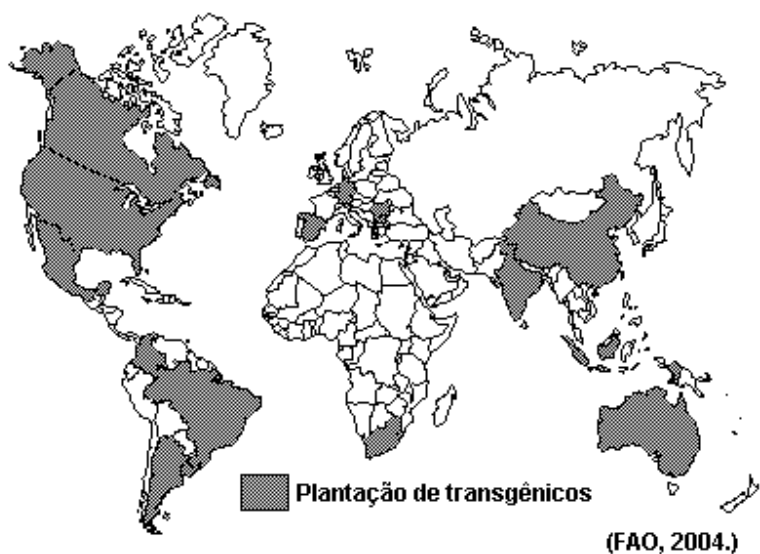 Plantação de transgênicos
(FAO, 2004.)